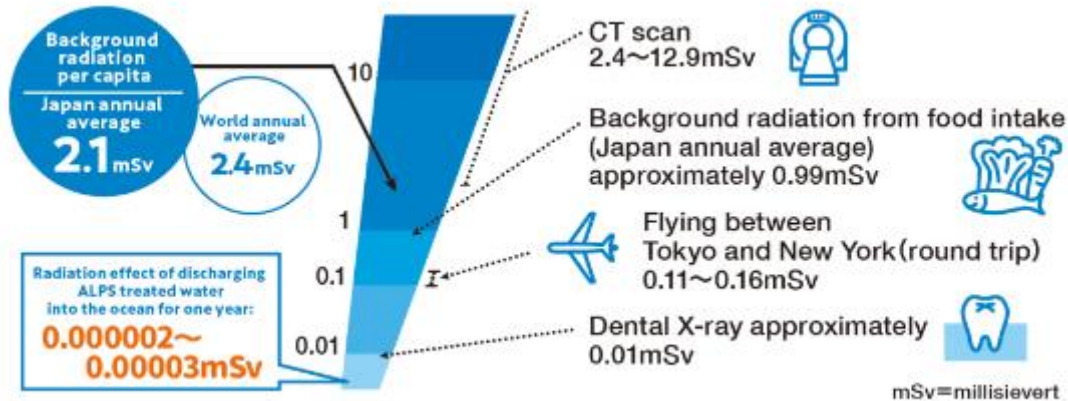 Background
radiation
per capita
Japan annual
average
2.1mSv
World annual
average
2.4mSv
10
1
0.1
0.01
Radiation effect of discharging
ALPS treated water
into the ocean for one year:
0.000002～
0.00003mSv
CT scan
2.4～12.9mSv
Background radiation from food intake
(Japan annual average)
approximately 0.99mSv
Flying between
Tokyo and New York(round trip)
0.11～0.16mSv
Dental X-ray approximately
0.01mSv
mSv=millisievert